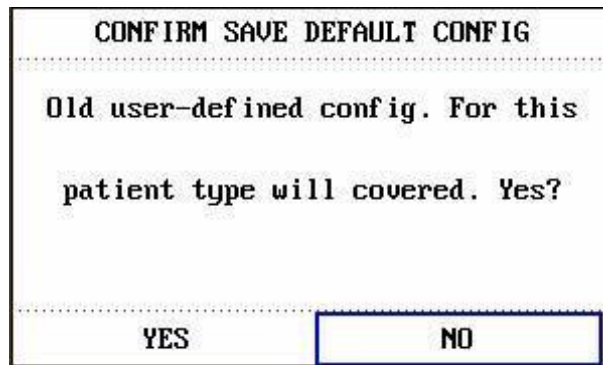 CONFIRM SAVE DEFAULT CONFIG
Old user-defined config. For this
patient type will covered. Yes?
YES
NO